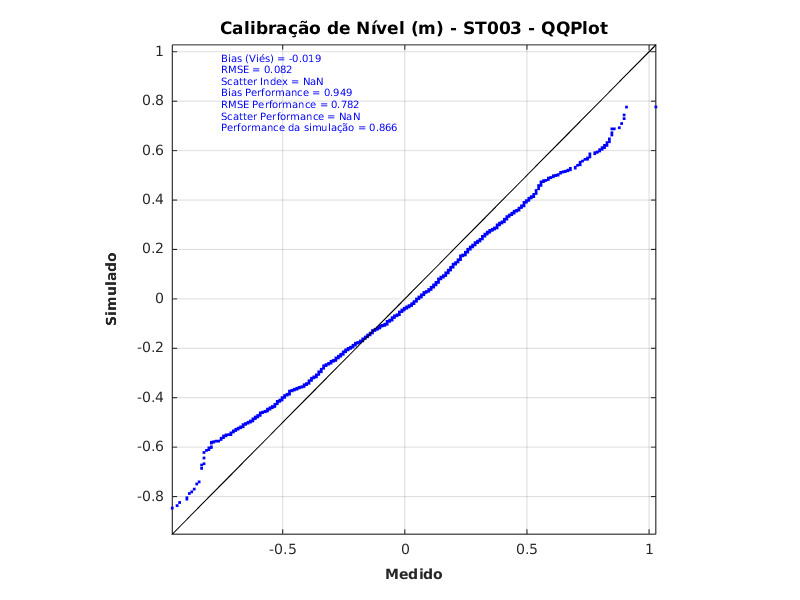 Calibração de Nível (m) - ST003 - QQPlot
Bias (Viés) = -0.019
RMSE = 0.082
Scatter Index = NaN
Bias Performance = 0.949
RMSE Performance = 0.782
Scatter Performance = NaN
Performance da simulação = 0.866
1
0.8
0.6
0.4
0.2
0
-0.2
-0.4
-0.6
-0.8
Simulado
-0.5
0
0.5
1
Medido